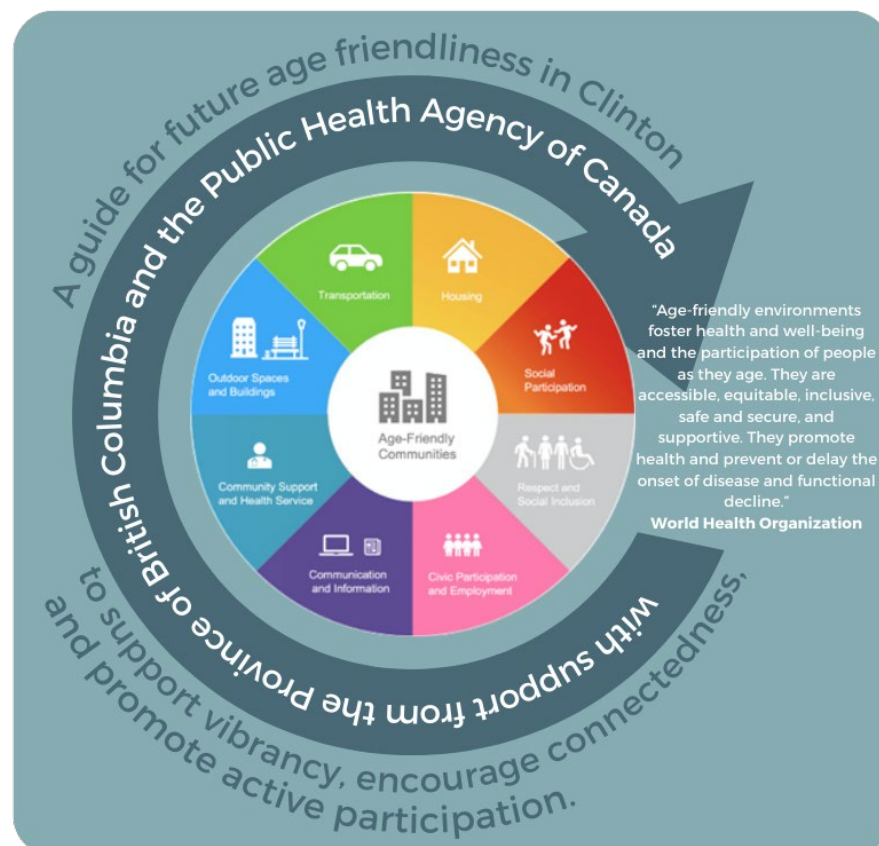 A guide for future age friendliness in Clinton
with support from the Province of British Columbia and the Public Health Agency of Canada
Transportation
Housing
Social
Participation
Respect and
Social Inclusion
Civic Participation
and Employment
Communication
and Information
Community Support
and Health Service
Outdoor Spaces
and Buildings
Age-Friendly
Communities
"Age-friendly environments
foster health and well-being
and the participation of people
as they age. They are
accessible, equitable, inclusive,
safe and secure, and
supportive. They promote
health and prevent or delay the
onset of disease and functional
decline."
World Health Organization
to support vibrancy, encourage connectedness,
and promote active participation.